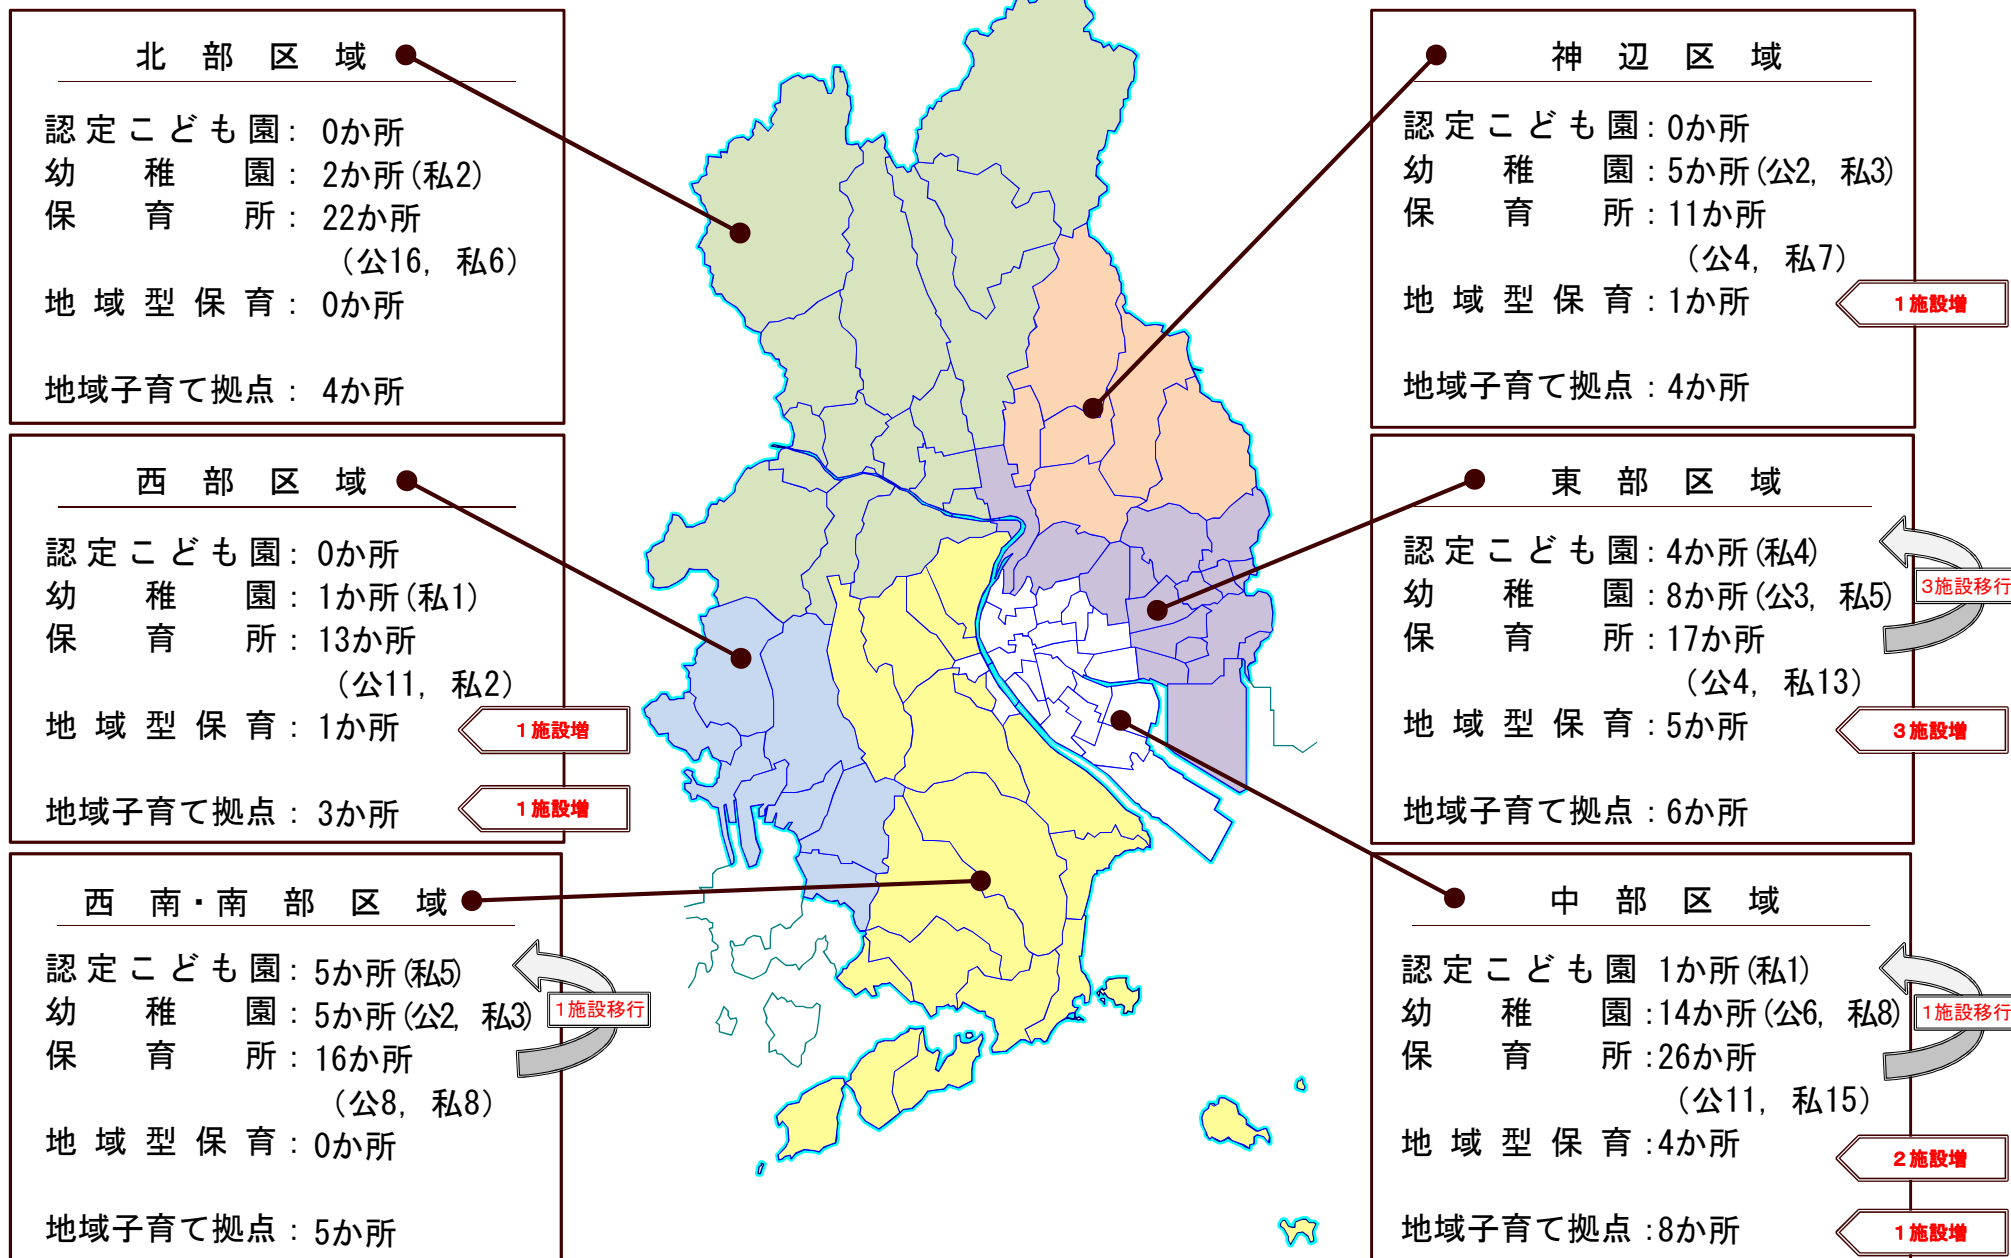 北部区域
認定こども園： 0か所
幼稚園： 2か所(私2)
保育所： 22か所
（公16，私6）
地域型保育： 0か所
地域子育て拠点： 4か所
西部区域
認定こども園： 0か所
幼稚園： 1か所(私1)
保育所： 13か所
（公11，私2）
地域型保育： 1か所
1施設増
地域子育て拠点： 3か所
1施設増
西南・南部区域
認定こども園： 5か所(私5)
幼稚園： 5か所(公2，私3)
1施設移行
保育所： 16か所
（公8，私8）
地域型保育： 0か所
地域子育て拠点： 5か所
神辺区域
認定こども園：0か所
幼稚園：5か所(公2，私3)
保育所：11か所
（公4，私7）
地域型保育：1か所
1施設増
地域子育て拠点：4か所
東部区域
認定こども園：4か所(私4)
幼稚園：8か所(公3，私5)
3施設移行
保育所：17か所
（公4，私13）
地域型保育：5か所
3施設増
地域子育て拠点：6か所
中部区域
認定こども園 1か所(私1)
幼稚園：14か所(公6，私8)
1施設移行
保育所：26か所
（公11，私15）
地域型保育：4か所
2施設増
地域子育て拠点：8か所
1施設増